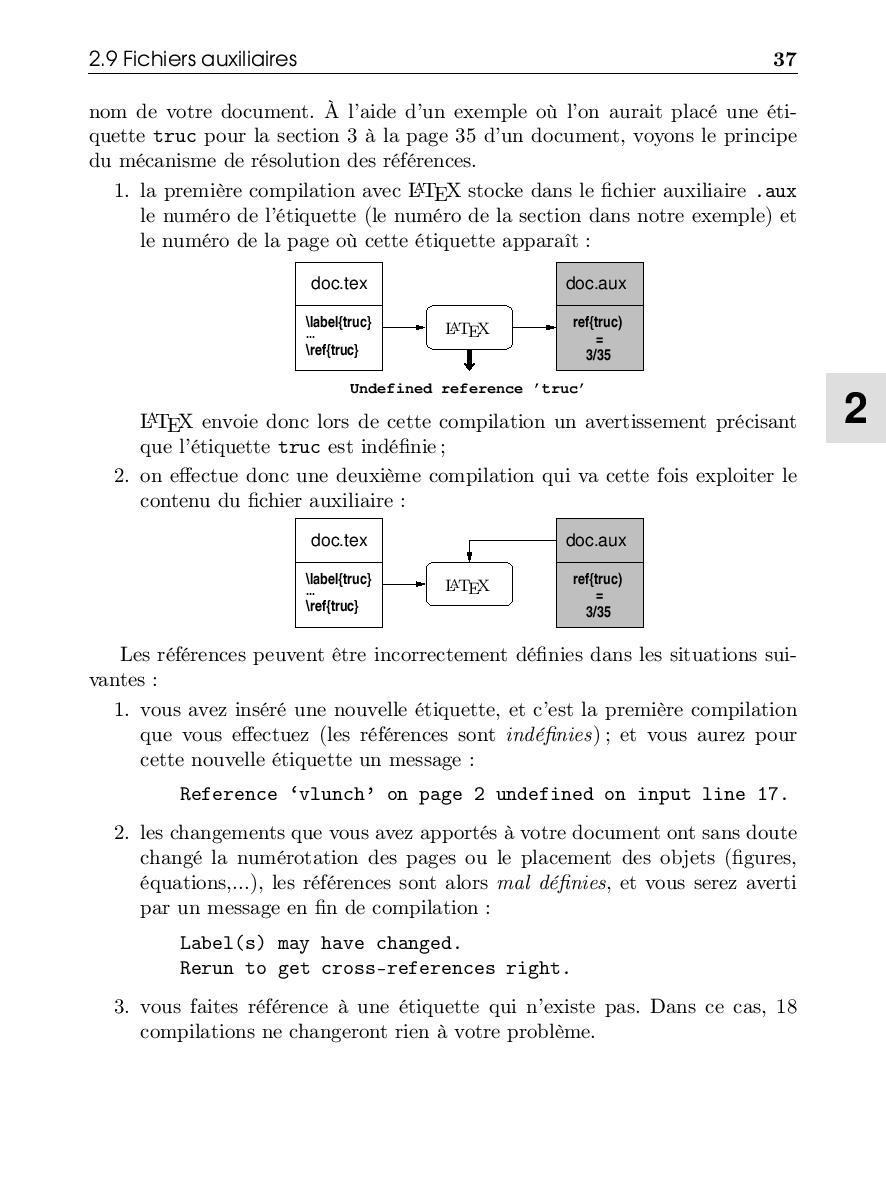 2.9 Fichiers auxiliaires 37
nom de votre document. À l'aide d'un exemple où l'on aurait placé une éti-
quette truc pour la section 3 à la page 35 d'un document, voyons le principe
du mécanisme de résolution des références.
1. la première compilation avec LATEX stocke dans le fichier auxiliaire .aux
le numéro de l'étiquette (le numéro de la section dans notre exemple) et
le numéro de la page où cette étiquette apparaît :
doc.tex
\label{truc}
...
\ref{truc}
LATEX
doc.aux
ref{truc)
=
3/35
Undefined reference 'truc'
LATEX envoie donc lors de cette compilation un avertissement précisant
que l'étiquette truc est indéfinie ;
2
2. on effectue donc une deuxième compilation qui va cette fois exploiter le
contenu du fichier auxiliaire :
doc.tex
\label{truc}
...
\ref{truc}
LATEX
doc.aux
ref{truc)
=
3/35
Les références peuvent être incorrectement définies dans les situations sui-
vantes :
1. vous avez inséré une nouvelle étiquette, et c'est la première compilation
que vous effectuez (les références sont indéfinies) ; et vous aurez pour
cette nouvelle étiquette un message :
Reference ‘vlunch’ on page 2 undefined on input line 17.
2. les changements que vous avez apportés à votre document ont sans doute
changé la numérotation des pages ou le placement des objets (figures,
équations,...), les références sont alors mal définies, et vous serez averti
par un message en fin de compilation :
Label(s) may have changed.
Rerun to get cross-references right.
3. vous faites référence à une étiquette qui n'existe pas. Dans ce cas, 18
compilations ne changeront rien à votre problème.